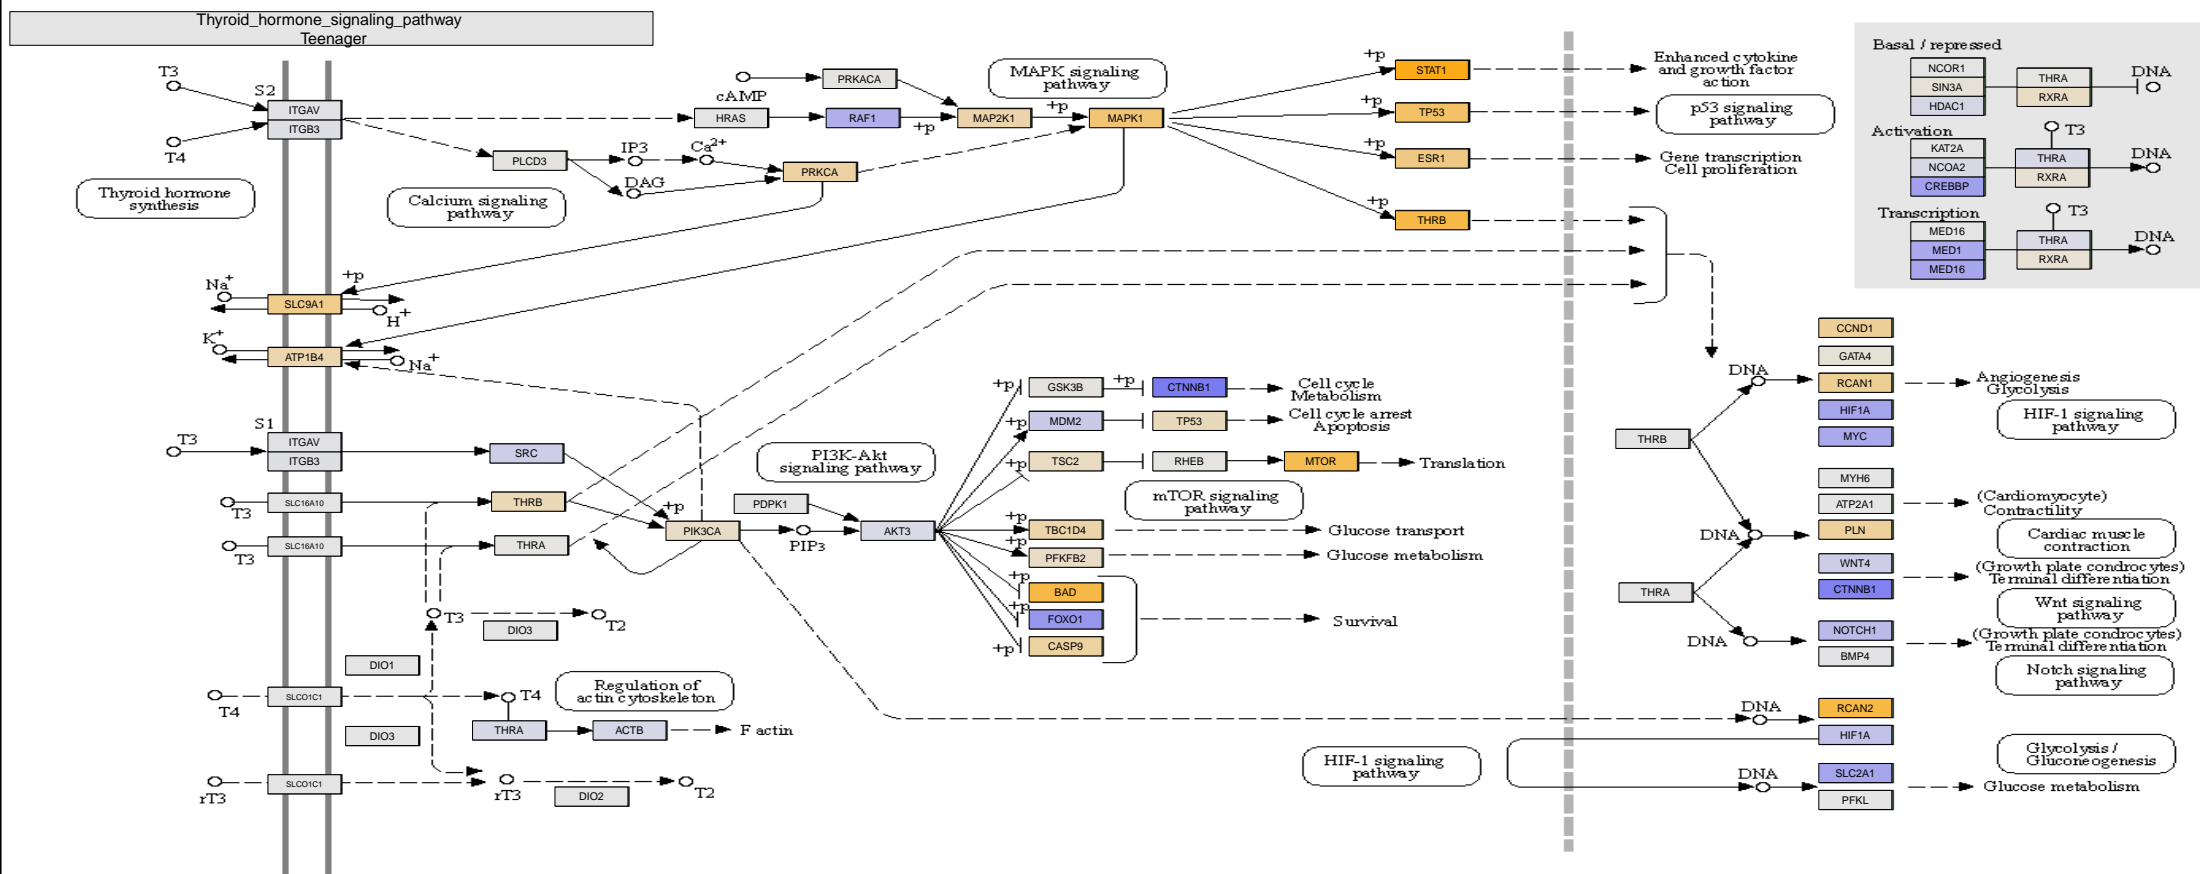 Thyroid_hormone_signaling_pathway
Teenager
T3
S2
ITGAV
ITGB3
T4
Thyroid hormone
synthesis
PRKACA
cAMP
HRAS
RAF1
+p
MAP2K1
+p
MAPK1
MAPK signaling
pathway
PLCD3
IP3
Ca2+
DAG
PRKCA
Calcium signaling
pathway
+p
STAT1
Enhanced cytokine
and growth factor
action
+p
TP53
p53 signaling
pathway
+p
ESR1
Gene transcription
Cell proliferation
+p
THRB
Basal / repressed
NCOR1
SIN3A
HDAC1
THRA
RXRA
DNA
Activation
T3
KAT2A
NCOA2
CREBBP
THRA
RXRA
DNA
Transcription
T3
MED16
MED1
MED16
THRA
RXRA
DNA
Na+
+p
SLC9A1
H+
K+
ATP1B4
Na+
T3
S1
ITGAV
ITGB3
SRC
SLC16A10
T3
THRB
SLC16A10
T3
THRA
+p
PIK3CA
PIP3
PDPK1
AKT3
PI3K-Akt
signaling pathway
+p
GSK3B
+p
CTNNB1
Cell cycle
Metabolism
+p
MDM2
TP53
Cell cycle arrest
Apoptosis
+p
TSC2
RHEB
MTOR
Translation
mTOR signaling
pathway
+p
TBC1D4
Glucose transport
+p
PFKFB2
Glucose metabolism
+p
BAD
+p
FOXO1
Survival
+p
CASP9
T3
T2
DIO3
DIO1
SLCO1C1
T4
T4
Regulation of
actin cytoskeleton
THRA
ACTB
F actin
DIO3
SLCO1C1
rT3
rT3
DIO2
T2
THRB
THRA
DNA
DNA
DNA
CCND1
GATA4
RCAN1
HIF1A
MYC
Angiogenesis
Glycolysis
HIF-1 signaling
pathway
MYH6
ATP2A1
PLN
(Cardiomyocyte)
Contractility
Cardiac muscle
contraction
WNT4
CTNNB1
(Growth plate condrocytes)
Terminal differentiation
Wnt signaling
pathway
NOTCH1
BMP4
(Growth plate condrocytes)
Terminal differentiation
Notch signaling
pathway
DNA
RCAN2
HIF1A
HIF-1 signaling
pathway
Glycolysis /
Gluconeogenesis
DNA
SLC2A1
PFKL
Glucose metabolism